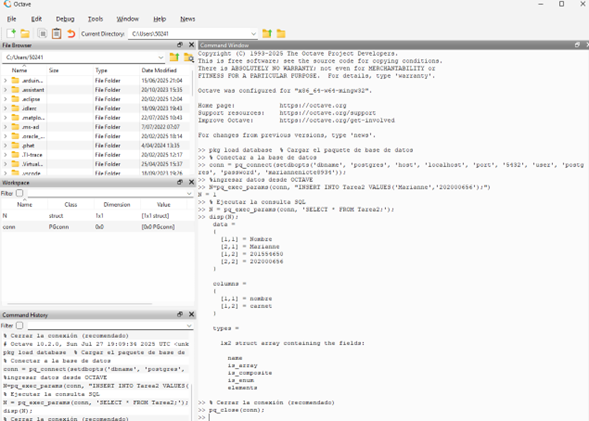 Octave
File Edit Debug Tools Window Help News
Current Directory: C:\Users\50241
File Browser
C:/Users/50241
Name Size Type Date Modified
.arduin... File Folder 15/06/2025 21:04
.assistant File Folder 20/10/2023 15:35
.eclipse File Folder 20/02/2025 12:04
.idlerc File Folder 18/09/2023 19:43
.matplo... File Folder 22/07/2025 10:43
.ms-ad File Folder 7/07/2022 07:07
.oracle_... File Folder 20/02/2025 18:14
.phet File Folder 4/04/2024 13:35
.TI-trace File Folder 20/02/2025 12:17
.Virtual... File Folder 25/04/2025 15:37
.vscode File Folder 18/09/2021 19:26
Workspace
Filter
Name Class Dimension Value
N struct 1x1 [1x1 struct]
conn PGconn 0x0 [0x0 PGconn]
Command History
Filter
% Cerrar la conexión (recomendado)
# Octave 10.2.0, Sun Jul 27 19:09:34 2025 UTC <unk
pkg load database % Cargar el paquete de base de
% Conectar a la base de datos
conn = pq_connect(setdbopts('dbname', 'postgres',
%ingresar datos desde OCTAVE
N=pq_exec_params(conn, "INSERT INTO Tarea2 VALUES(
% Ejecutar la consulta SQL
N = pq_exec_params(conn, 'SELECT * FROM Tarea2;');
disp(N);
% Cerrar la conexión (recomendado)
Command Window
Copyright (C) 1993-2025 The Octave Project Developers.
This is free software; see the source code for copying conditions.
There is ABSOLUTELY NO WARRANTY; not even for MERCHANTABILITY or
FITNESS FOR A PARTICULAR PURPOSE. For details, type 'warranty'.
Octave was configured for "x86_64-w64-mingw32".
Home page: https://octave.org
Support resources: https://octave.org/support
Improve Octave: https://octave.org/get-involved
For changes from previous versions, type 'news'.
>> pkg load database % Cargar el paquete de base de datos
>> % Conectar a la base de datos
>> conn = pq_connect(setdbopts('dbname', 'postgres', 'host', 'localhost', 'port', '5432', 'user', 'postg
res', 'password', 'mariannenicte8934'));
>> %ingresar datos desde OCTAVE
>> N=pq_exec_params(conn, "INSERT INTO Tarea2 VALUES('Marianne','202000656');")
N = 1
>> % Ejecutar la consulta SQL
>> N = pq_exec_params(conn, 'SELECT * FROM Tarea2;');
>> disp(N);
data =
{
[1,1] = Nombre
[2,1] = Marianne
[1,2] = 201554650
[2,2] = 202000656
}
columns =
{
[1,1] = nombre
[1,2] = carnet
}
types =
1x2 struct array containing the fields:
name
is_array
is_composite
is_enum
elements
>> % Cerrar la conexión (recomendado)
>> pq_close(conn);
>>